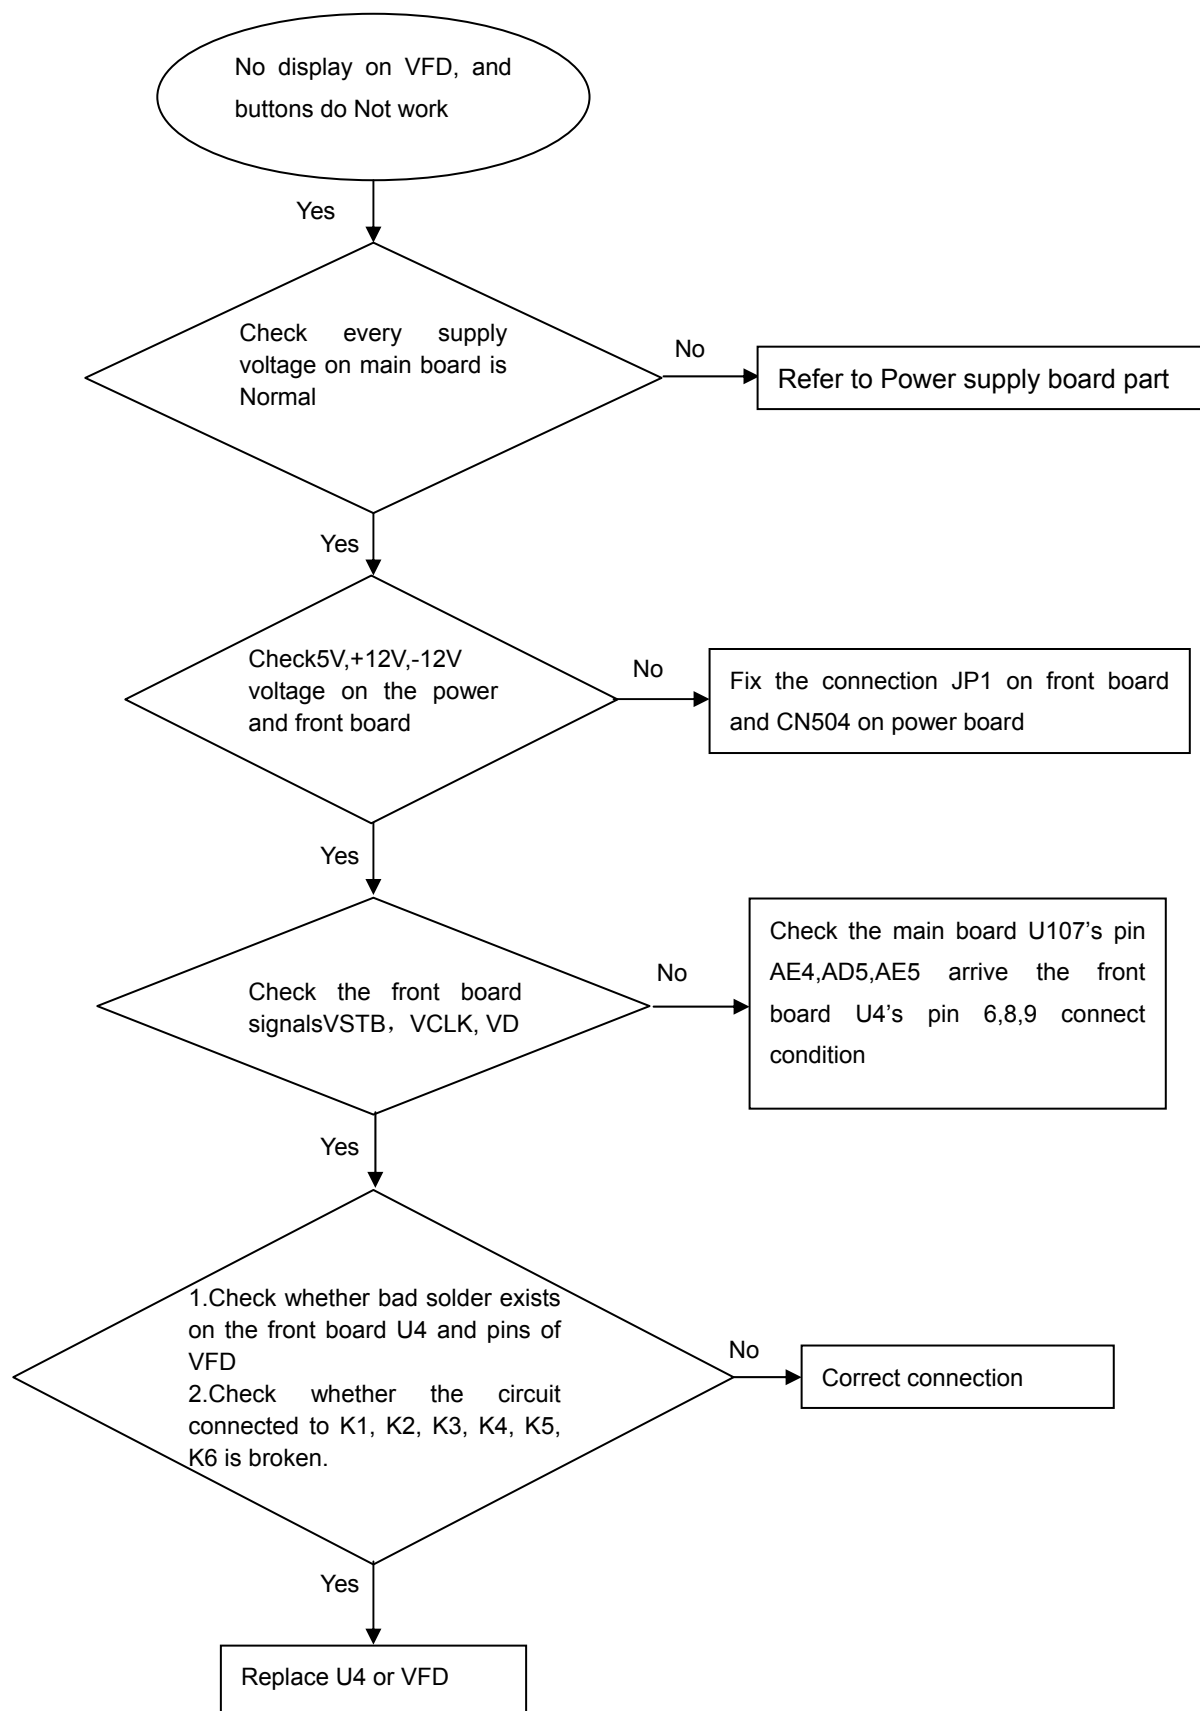 No display on VFD, and
buttons do Not work
Yes
Check every supply
voltage on main board is
Normal
No
Refer to Power supply board part
Yes
Check5V,+12V,-12V
voltage on the power
and front board
No
Fix the connection JP1 on front board
and CN504 on power board
Yes
Check the front board
signalsVSTB，VCLK, VD
No
Check the main board U107’s pin
AE4,AD5,AE5 arrive the front
board U4’s pin 6,8,9 connect
condition
Yes
1.Check whether bad solder exists
on the front board U4 and pins of
VFD
2.Check whether the circuit
connected to K1, K2, K3, K4, K5,
K6 is broken.
No
Correct connection
Yes
Replace U4 or VFD